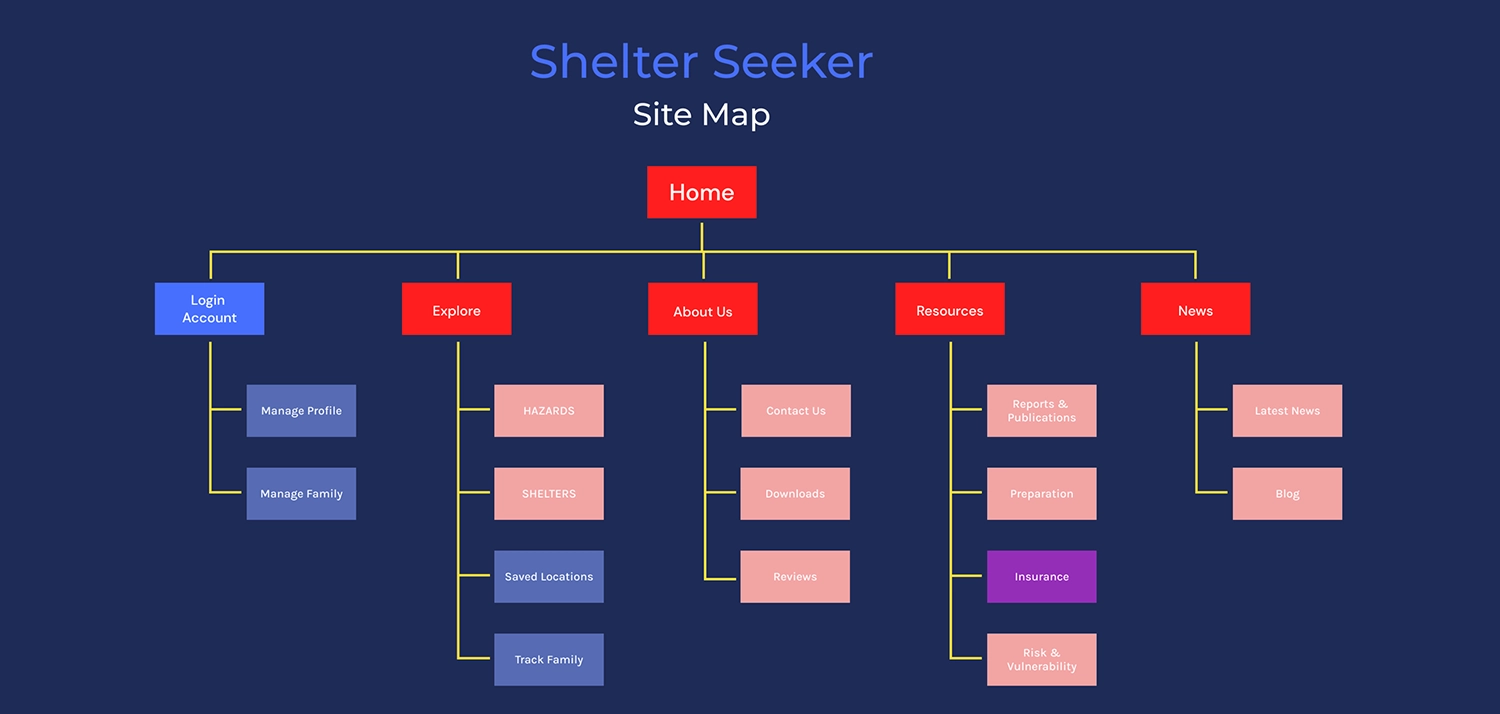 Shelter Seeker
Site Map
Home
Login
Account
Explore
About Us
Resources
News
Manage Profile
Manage Family
HAZARDS
SHELTERS
Saved Locations
Track Family
Contact Us
Downloads
Reviews
Reports &
Publications
Preparation
Insurance
Risk &
Vulnerability
Latest News
Blog